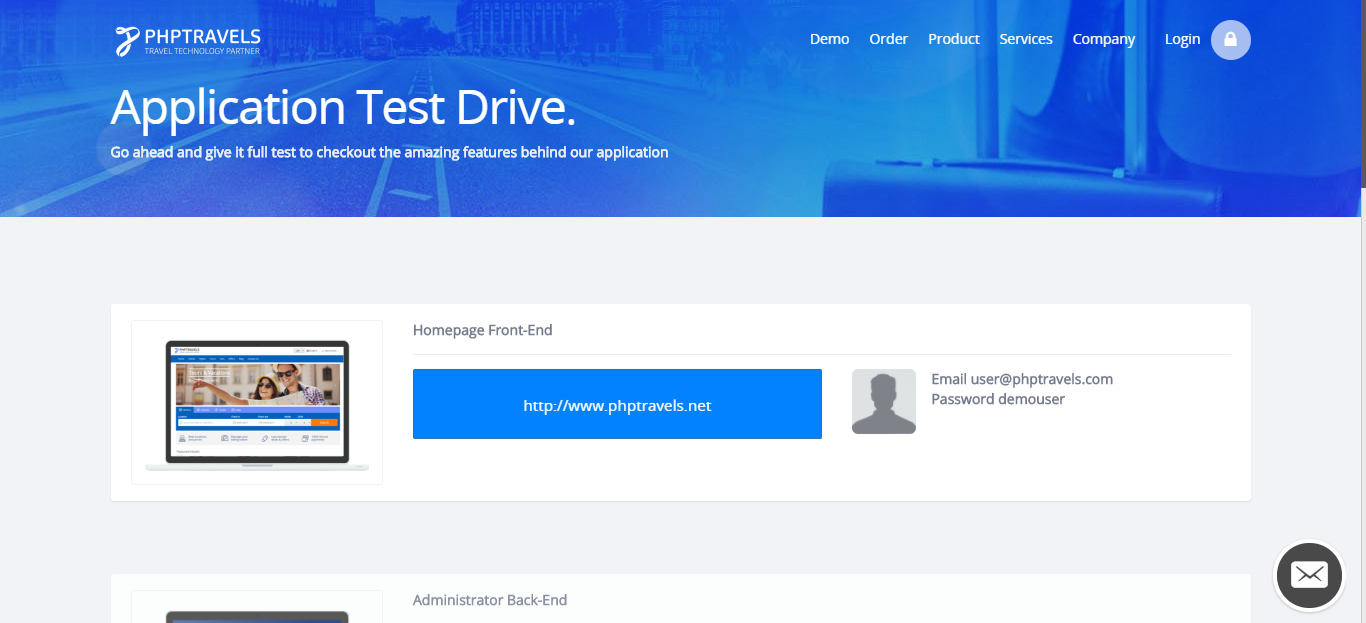 PHPTRAVELS
TRAVEL TECHNOLOGY PARTNER
Demo Order Product Services Company Login
Application Test Drive.
Go ahead and give it full test to checkout the amazing features behind our application
Homepage Front-End
http://www.phptravels.net
Email user@phptravels.com
Password demouser
PHPTRAVELS
Administrator Back-End